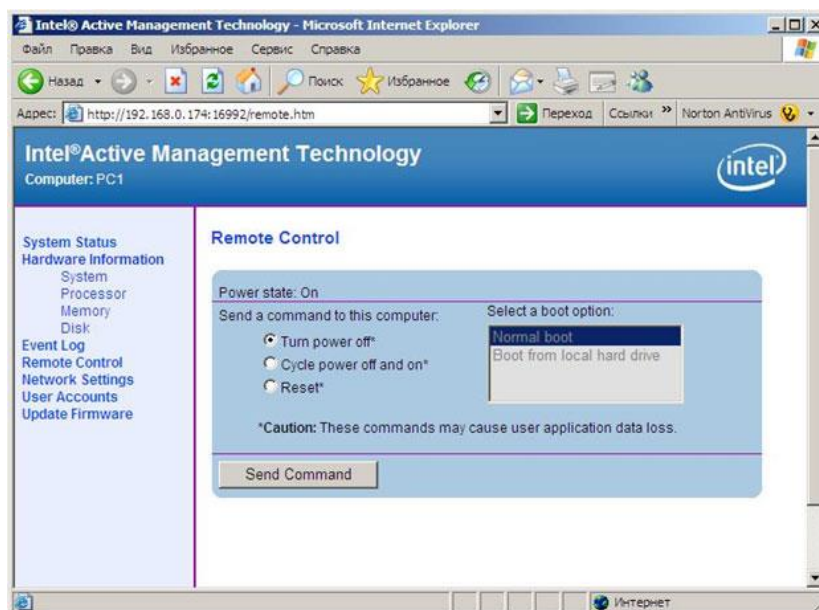 Intel® Active Management Technology - Microsoft Internet Explorer
Файл Правка Вид Избранное Сервис Справка
Назад Поиск Избранное
Адрес: http://192.168.0.174:16992/remote.htm Переход Ссылки » Norton AntiVirus
Intel®Active Management Technology
Computer: PC1
intel
System Status
Hardware Information
System
Processor
Memory
Disk
Event Log
Remote Control
Network Settings
User Accounts
Update Firmware
Remote Control
Power state: On
Send a command to this computer:
Turn power off*
Cycle power off and on*
Reset*
Select a boot option:
Normal boot
Boot from local hard drive
*Caution: These commands may cause user application data loss.
Send Command
Интернет